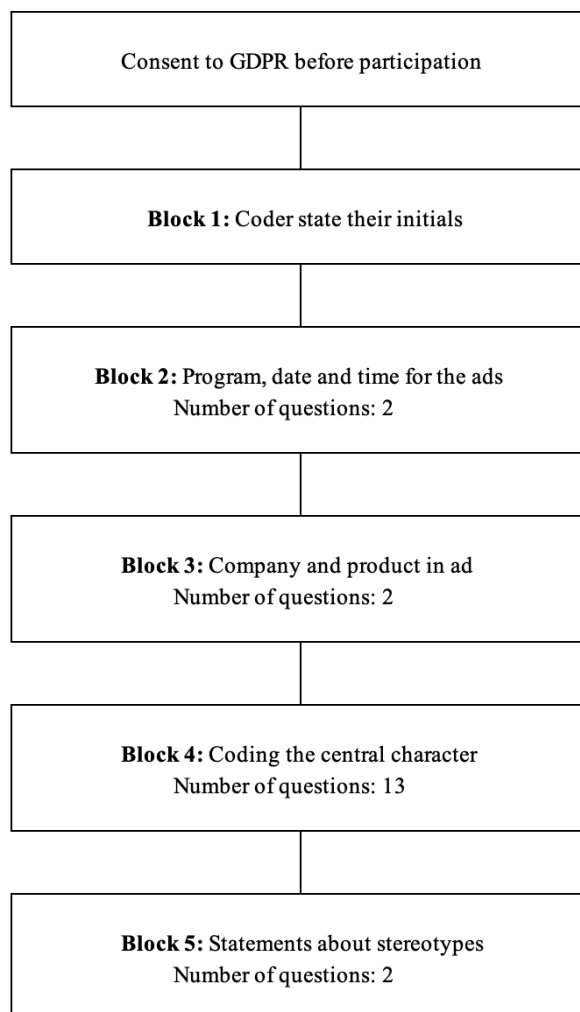 Consent to GDPR before participation
Block 1: Coder state their initials
Block 2: Program, date and time for the ads
Number of questions: 2
Block 3: Company and product in ad
Number of questions: 2
Block 4: Coding the central character
Number of questions: 13
Block 5: Statements about stereotypes
Number of questions: 2